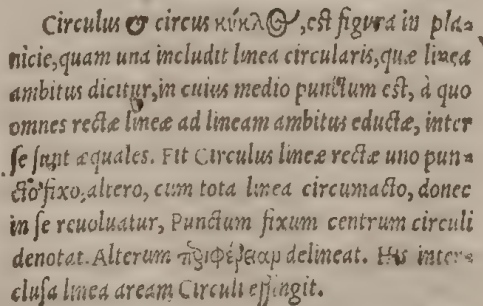 Circulus & circus κύκλος, est figura in pla-
nicie, quam una includit linea circularis, quæ linea
ambitus dicitur, in cuius medio punctum est, à quo
omnes rectæ lineæ ad lineam ambitus eductæ, inter
se sunt æquales. Fit Circulus lineæ rectæ uno pun-
cto fixo, altero, cum tota linea circumacto, donec
in se reuoluatur, Punctum fixum centrum circuli
denotat. Alterum περιφέρειαν delineat. His inter-
clusa linea aream Circuli effingit.